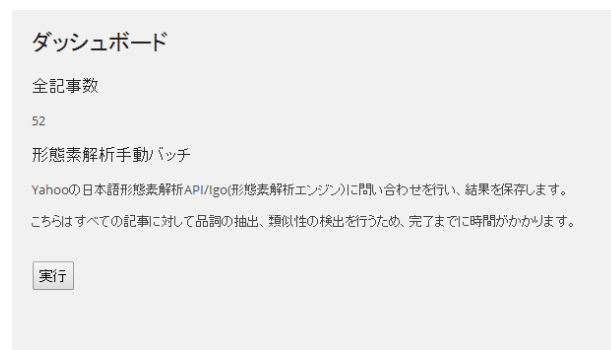 ダッシュボード
全記事数
52
形態素解析手動バッチ
Yahooの日本語形態素解析API/Igo(形態素解析エンジン)に問い合わせを行い、結果を保存します。
こちらはすべての記事に対して品詞の抽出、類似性の検出を行うため、完了までに時間がかかります。
実行